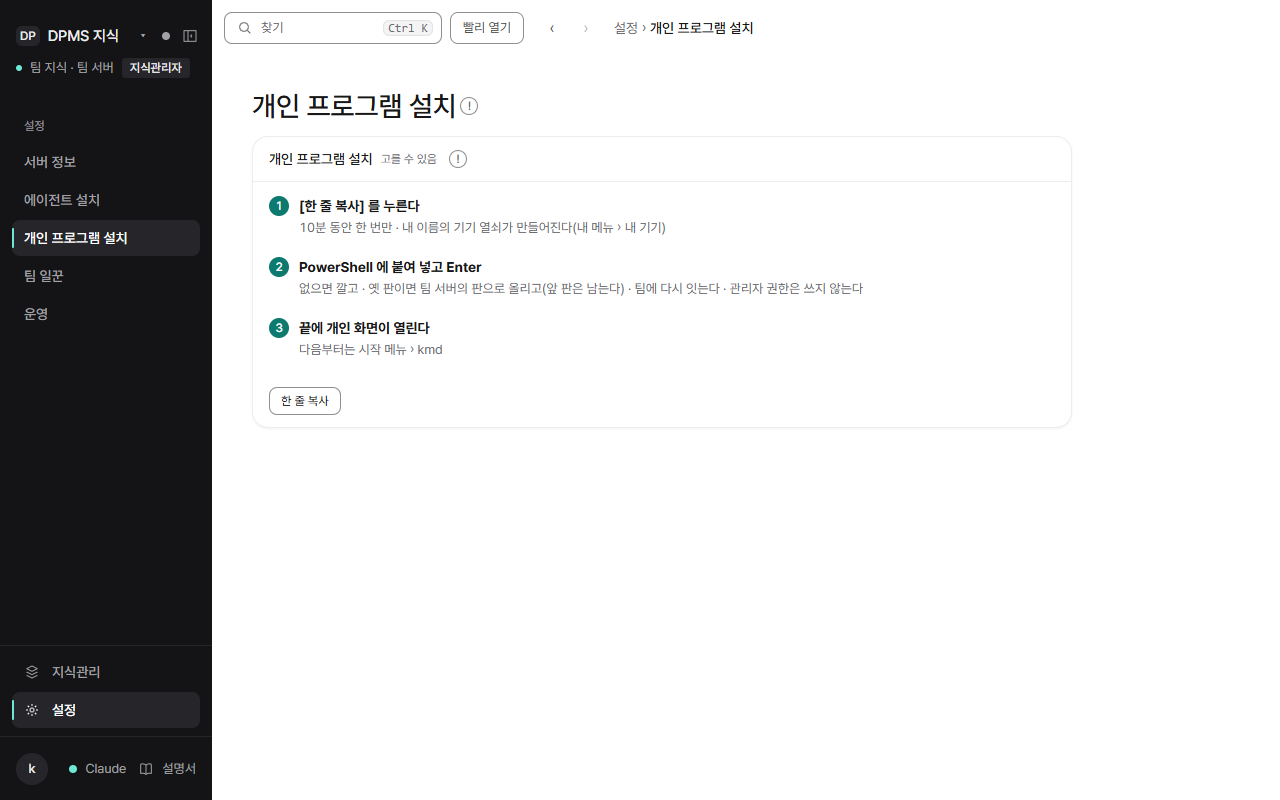 DP DPMS 지식
팀 지식 · 팀 서버 지식관리자
설정
서버 정보
에이전트 설치
개인 프로그램 설치
팀 일꾼
운영
지식관리
설정
k Claude 설명서
찾기 Ctrl K 빨리 열기 ‹ › 설정 › 개인 프로그램 설치
개인 프로그램 설치 !
개인 프로그램 설치 고를 수 있음 !
1 [한 줄 복사] 를 누른다
10분 동안 한 번만 · 내 이름의 기기 열쇠가 만들어진다(내 메뉴 › 내 기기)
2 PowerShell 에 붙여 넣고 Enter
없으면 깔고 · 옛 판이면 팀 서버의 판으로 올리고(앞 판은 남는다) · 팀에 다시 잇는다 · 관리자 권한은 쓰지 않는다
3 끝에 개인 화면이 열린다
다음부터는 시작 메뉴 › kmd
한 줄 복사